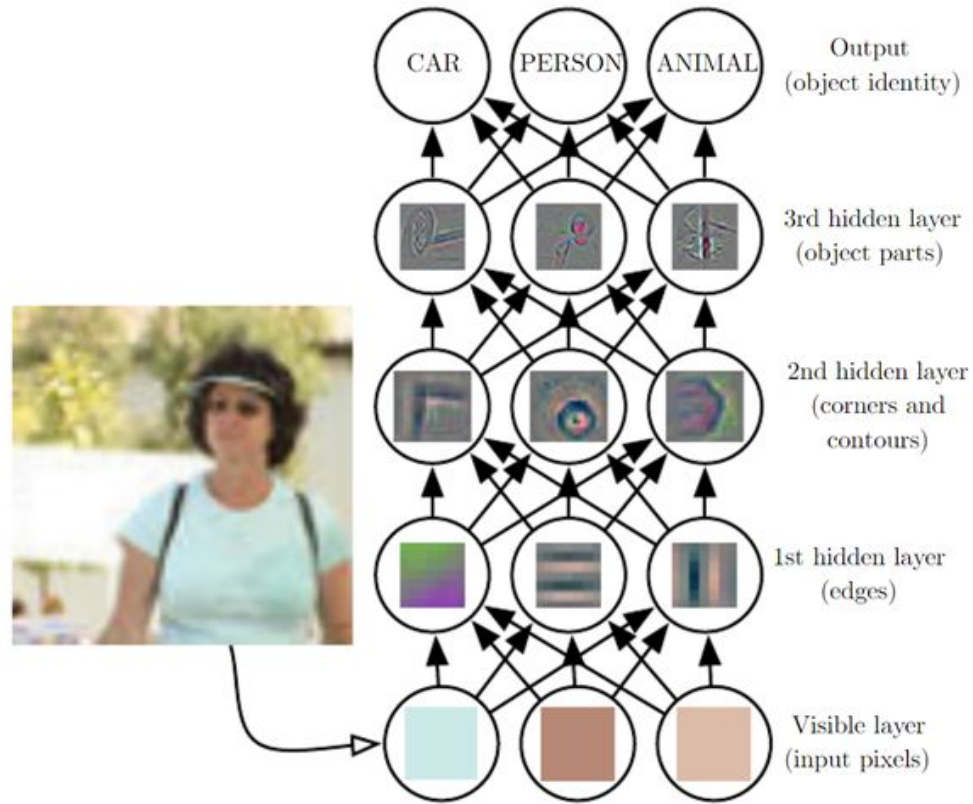 CAR PERSON ANIMAL
Output
(object identity)
3rd hidden layer
(object parts)
2nd hidden layer
(corners and
contours)
1st hidden layer
(edges)
Visible layer
(input pixels)